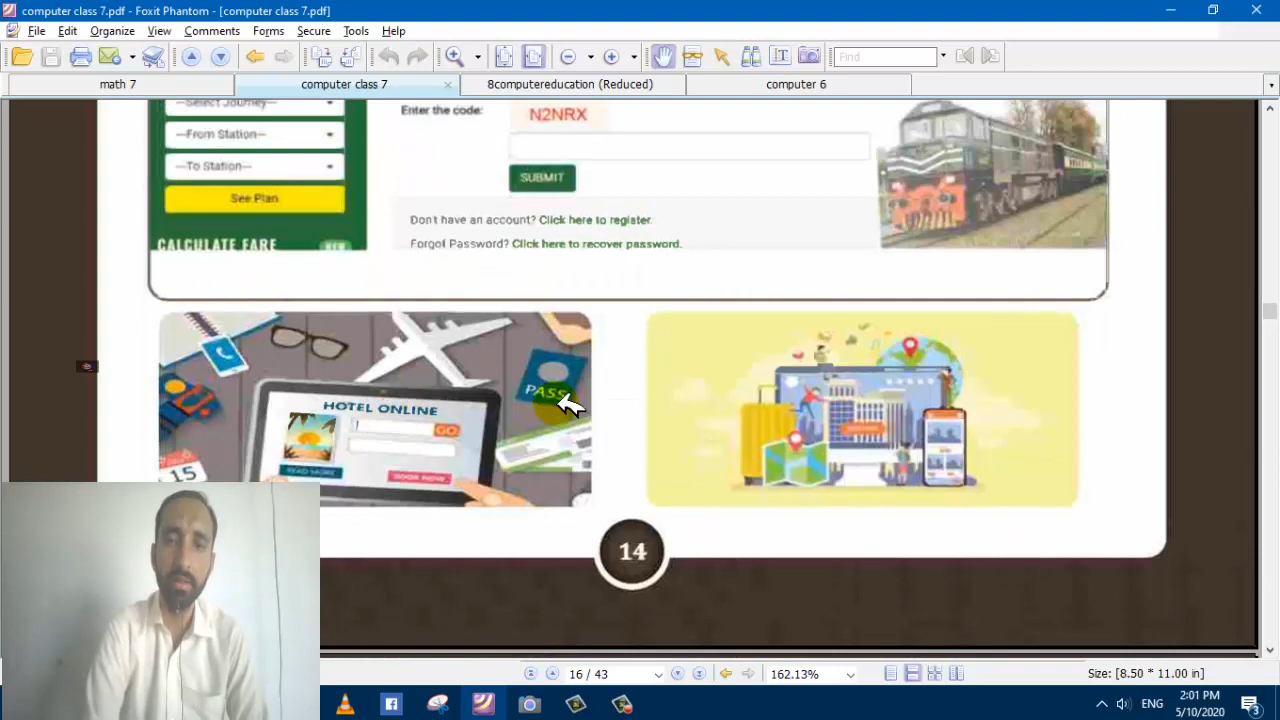 computer class 7.pdf - Foxit Phantom - [computer class 7.pdf]
File Edit Organize View Comments Forms Secure Tools Help
Find
math 7 computer class 7 8computereducation (Reduced) computer 6
---Select Journey---
Enter the code: N2NRX
---From Station---
---To Station---
SUBMIT
See Plan
Don't have an account? Click here to register.
CALCULATE FARE NEW
Forgot Password? Click here to recover password.
PASS
HOTEL ONLINE
GO
15
READ MORE
BOOK NOW
14
16 / 43
162.13%
Size: [8.50 * 11.00 in]
ENG
2:01 PM
5/10/2020
3